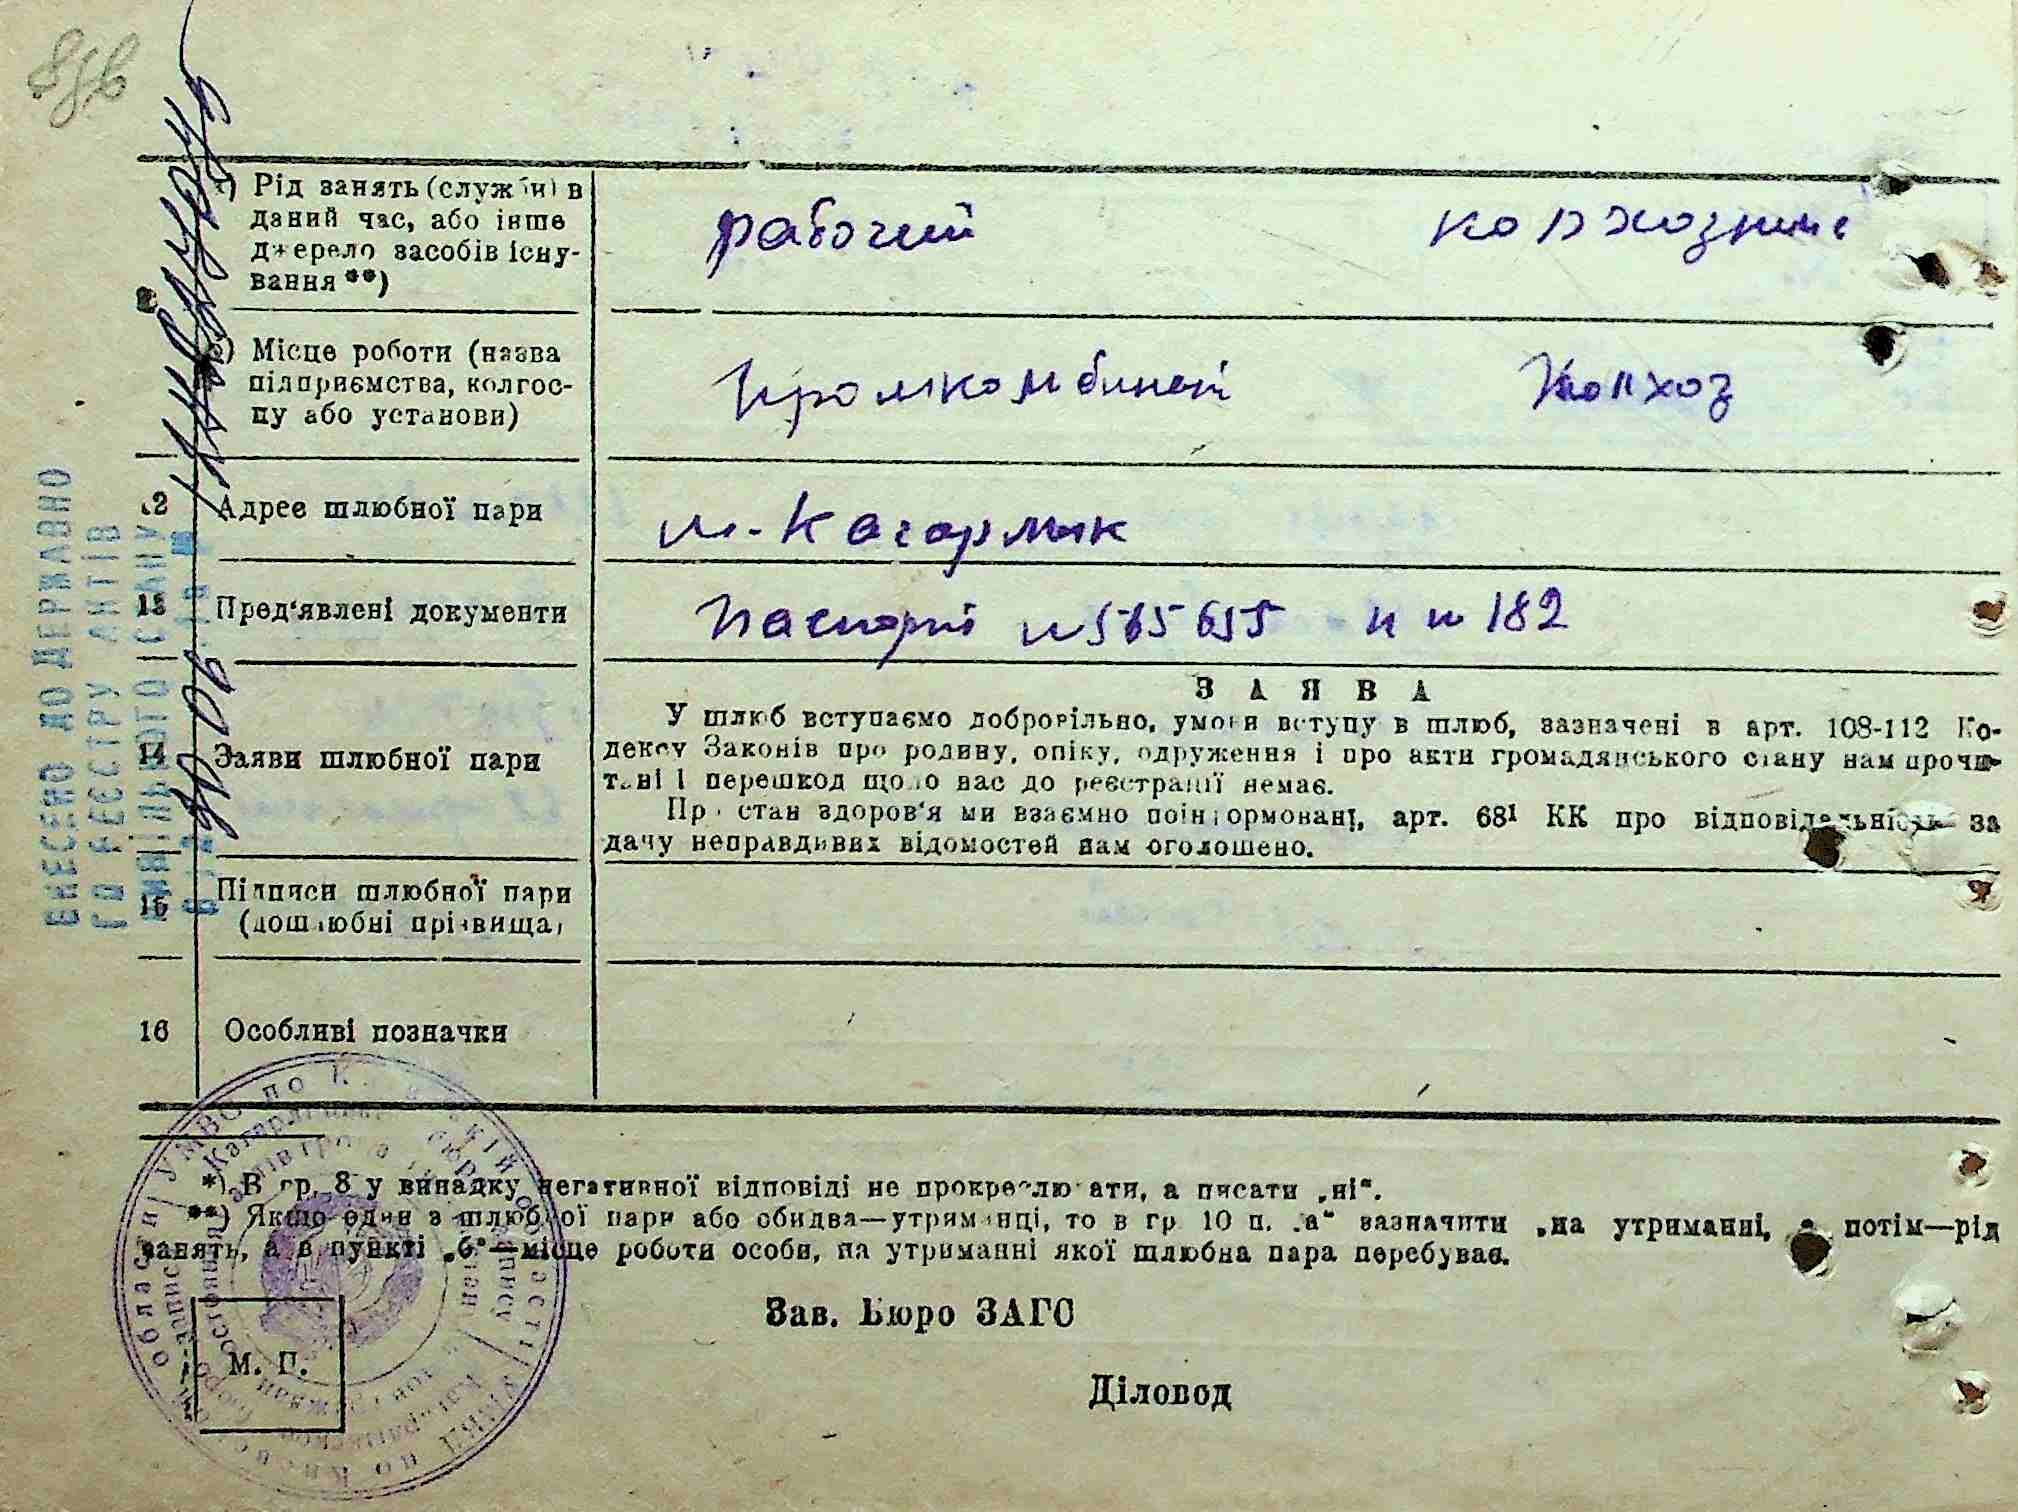 а) Рід занять (служби) в
даний час, або інше
джерело засобів існу-
вання **)
рабочий колхозниц
б) Місце роботи (назва
підприємства, колгос-
пу або установи)
Промкомбинат Колхоз
12 Адрес шлюбної пари
м. Кагарлик
13 Пред'явлені документи
Паспорт № 565655 и № 182
14 Заяви шлюбної пари
ЗАЯВА
У шлюб вступаємо добровільно, умови вступу в шлюб, зазначені в арт. 108-112 Ко-
дексу Законів про родину, опіку, одруження і про акти громадянського стану нам прочи-
тані і перешкод щодо нас до реєстрації немає.
Про стан здоров'я ми взаємно поінформовані, арт. 68¹ КК про відповідальність за
дачу неправдивих відомостей нам оголошено.
15 Підписи шлюбної пари
(дошлюбні прізвища)
16 Особливі позначки
*) В гр. 8 у випадку негативної відповіді не прокреслювати, а писати „ні“.
**) Якщо один з шлюбної пари або обидва—утриманці, то в гр 10 п. „а“ зазначити „на утриманні, а потім—рід
занять, а в пункті „б“—місце роботи особи, на утриманні якої шлюбна пара перебуває.
Зав. Бюро ЗАГС
Діловод
М. П.
ВНЕСЕНО ДО ДЕРЖАВНО
ГО РЕЄСТРУ АКТІВ
ЦИВІЛЬНОГО СТАНУ